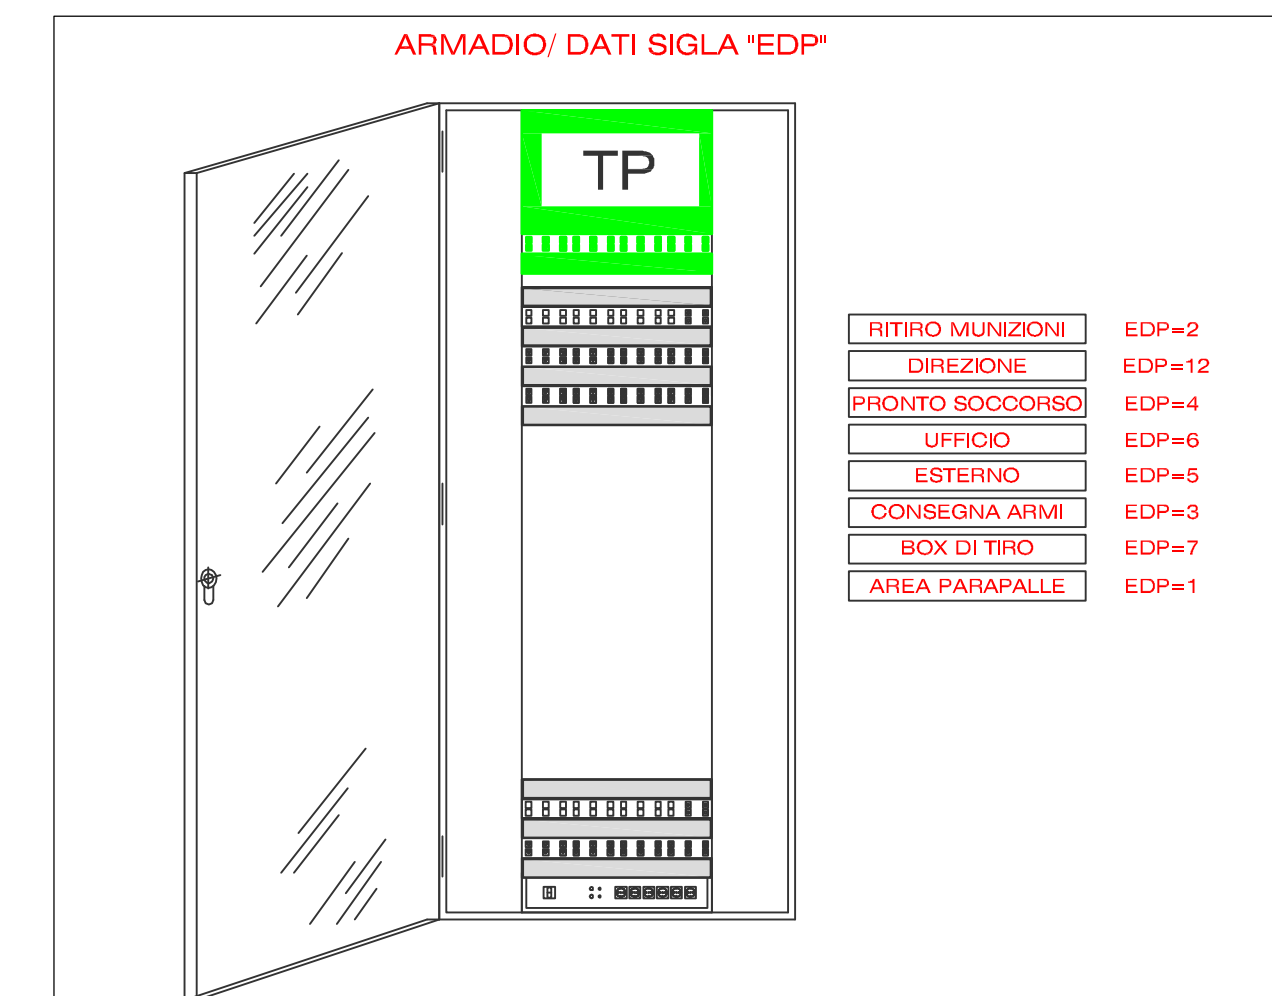 ARMADIO/ DATI SIGLA "EDP"
TP
RITIRO MUNIZIONI EDP=2
DIREZIONE EDP=12
PRONTO SOCCORSO EDP=4
UFFICIO EDP=6
ESTERNO EDP=5
CONSEGNA ARMI EDP=3
BOX DI TIRO EDP=7
AREA PARAPALLE EDP=1